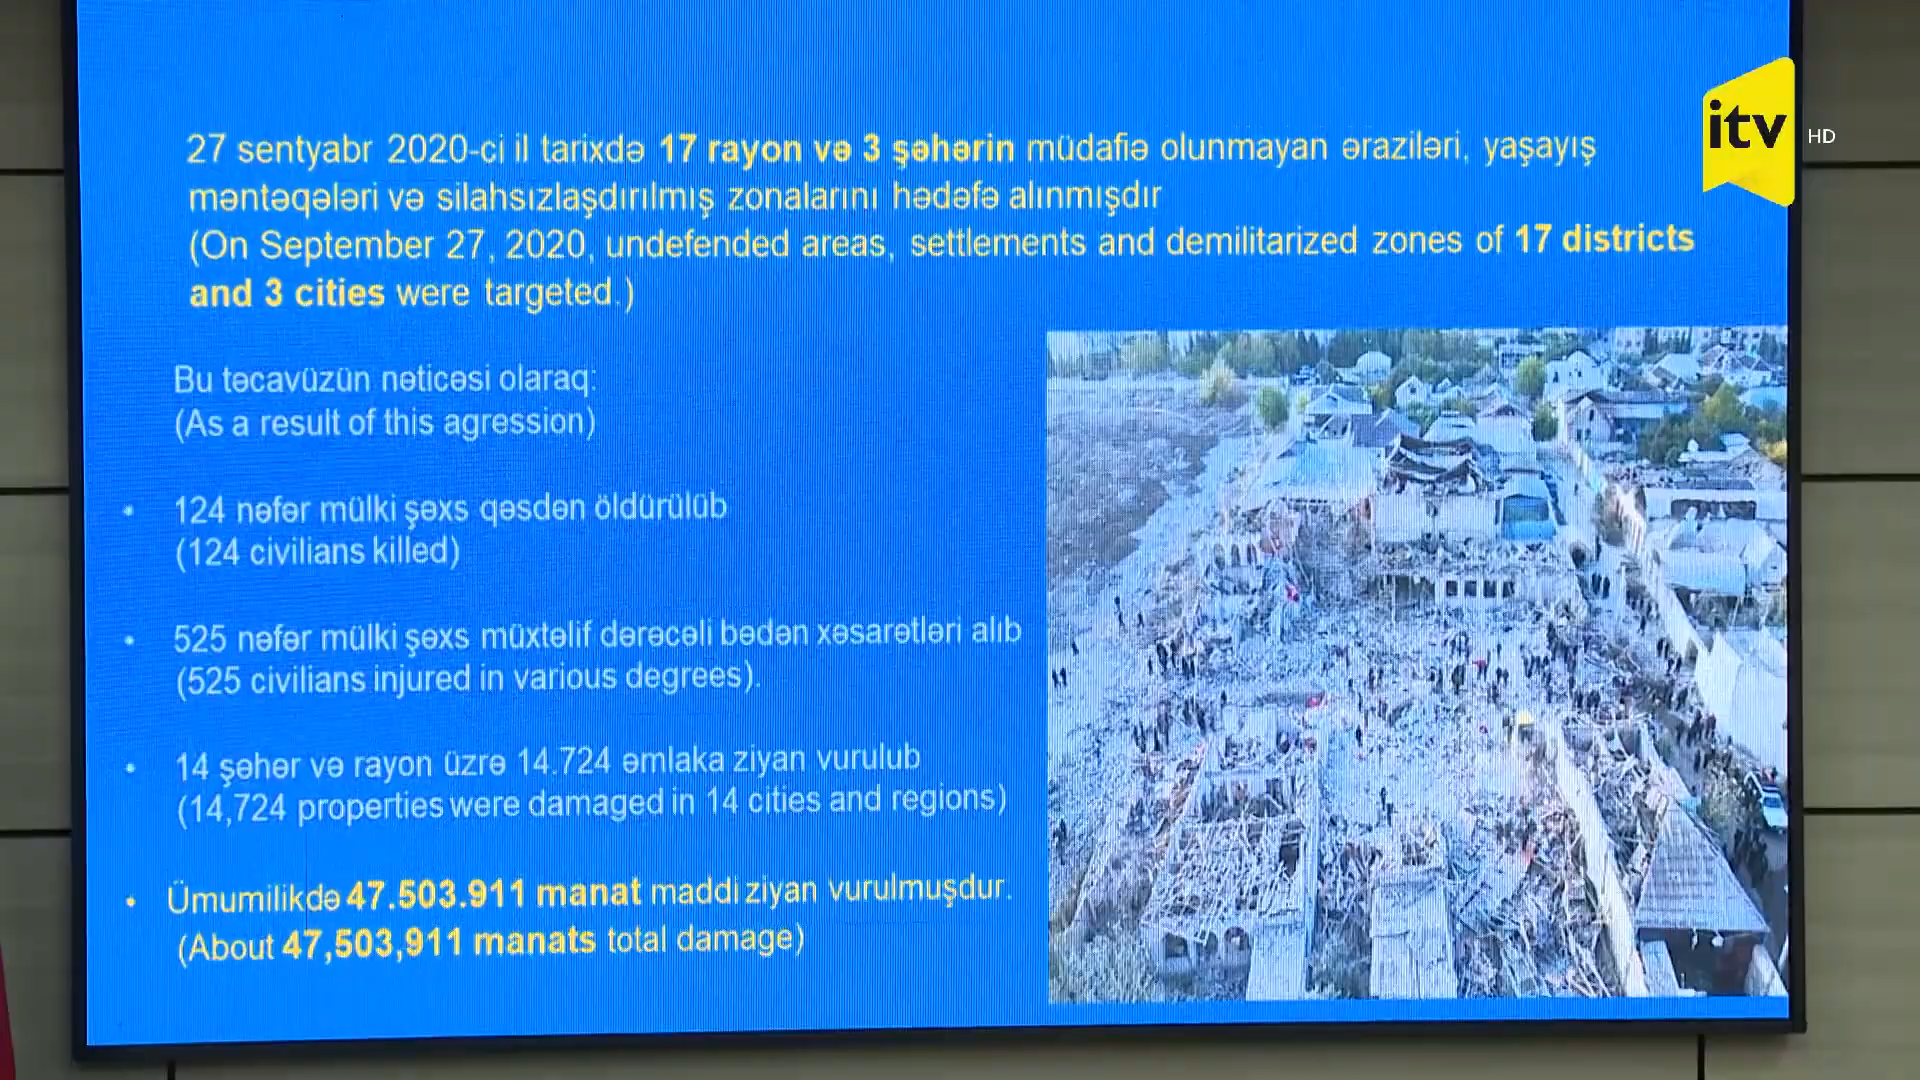 27 sentyabr 2020-ci il tarixdə 17 rayon və 3 şəhərin müdafiə olunmayan əraziləri, yaşayış
məntəqələri və silahsızlaşdırılmış zonalarını hədəfə alınmışdır
(On September 27, 2020, undefended areas, settlements and demilitarized zones of 17 districts
and 3 cities were targeted.)
itv HD
Bu təcavüzün nəticəsi olaraq:
(As a result of this agression)
• 124 nəfər mülki şəxs qəsdən öldürülüb
(124 civilians killed)
• 525 nəfər mülki şəxs müxtəlif dərəcəli bədən xəsarətləri alıb
(525 civilians injured in various degrees).
• 14 şəhər və rayon üzrə 14.724 əmlaka ziyan vurulub
(14,724 properties were damaged in 14 cities and regions)
• Ümumilikdə 47.503.911 manat maddi ziyan vurulmuşdur.
(About 47,503,911 manats total damage)